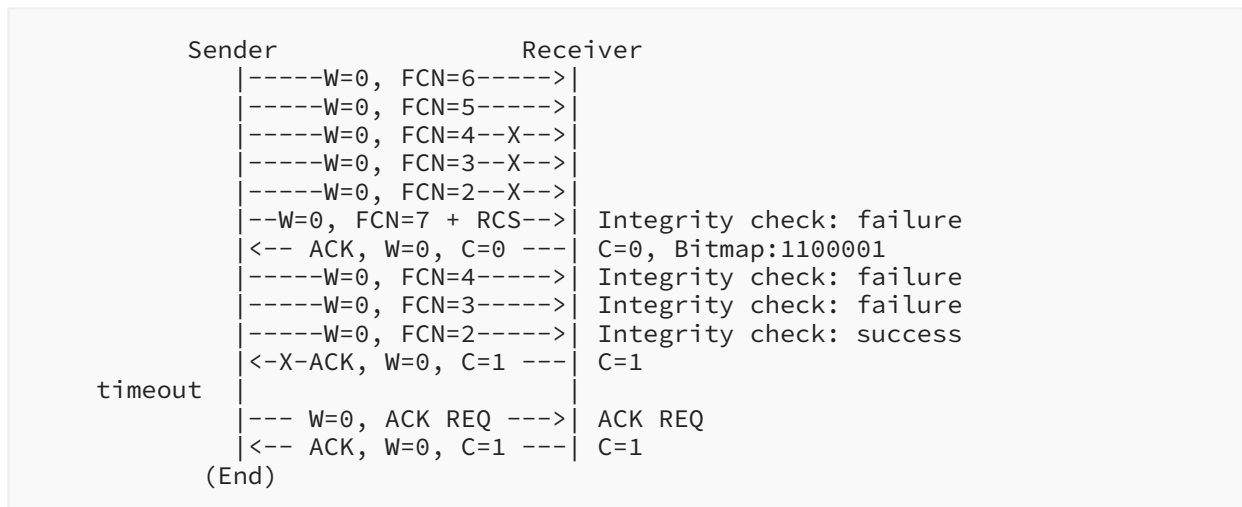 Sender                Receiver
|-----W=0, FCN=6----->|
|-----W=0, FCN=5----->|
|-----W=0, FCN=4--X-->|
|-----W=0, FCN=3--X-->|
|-----W=0, FCN=2--X-->|
|--W=0, FCN=7 + RCS-->| Integrity check: failure
|<-- ACK, W=0, C=0 ---| C=0, Bitmap:1100001
|-----W=0, FCN=4----->| Integrity check: failure
|-----W=0, FCN=3----->| Integrity check: failure
|-----W=0, FCN=2----->| Integrity check: success
|<-X-ACK, W=0, C=1 ---| C=1
timeout  |                     |
|--- W=0, ACK REQ --->| ACK REQ
|<-- ACK, W=0, C=1 ---| C=1
(End)